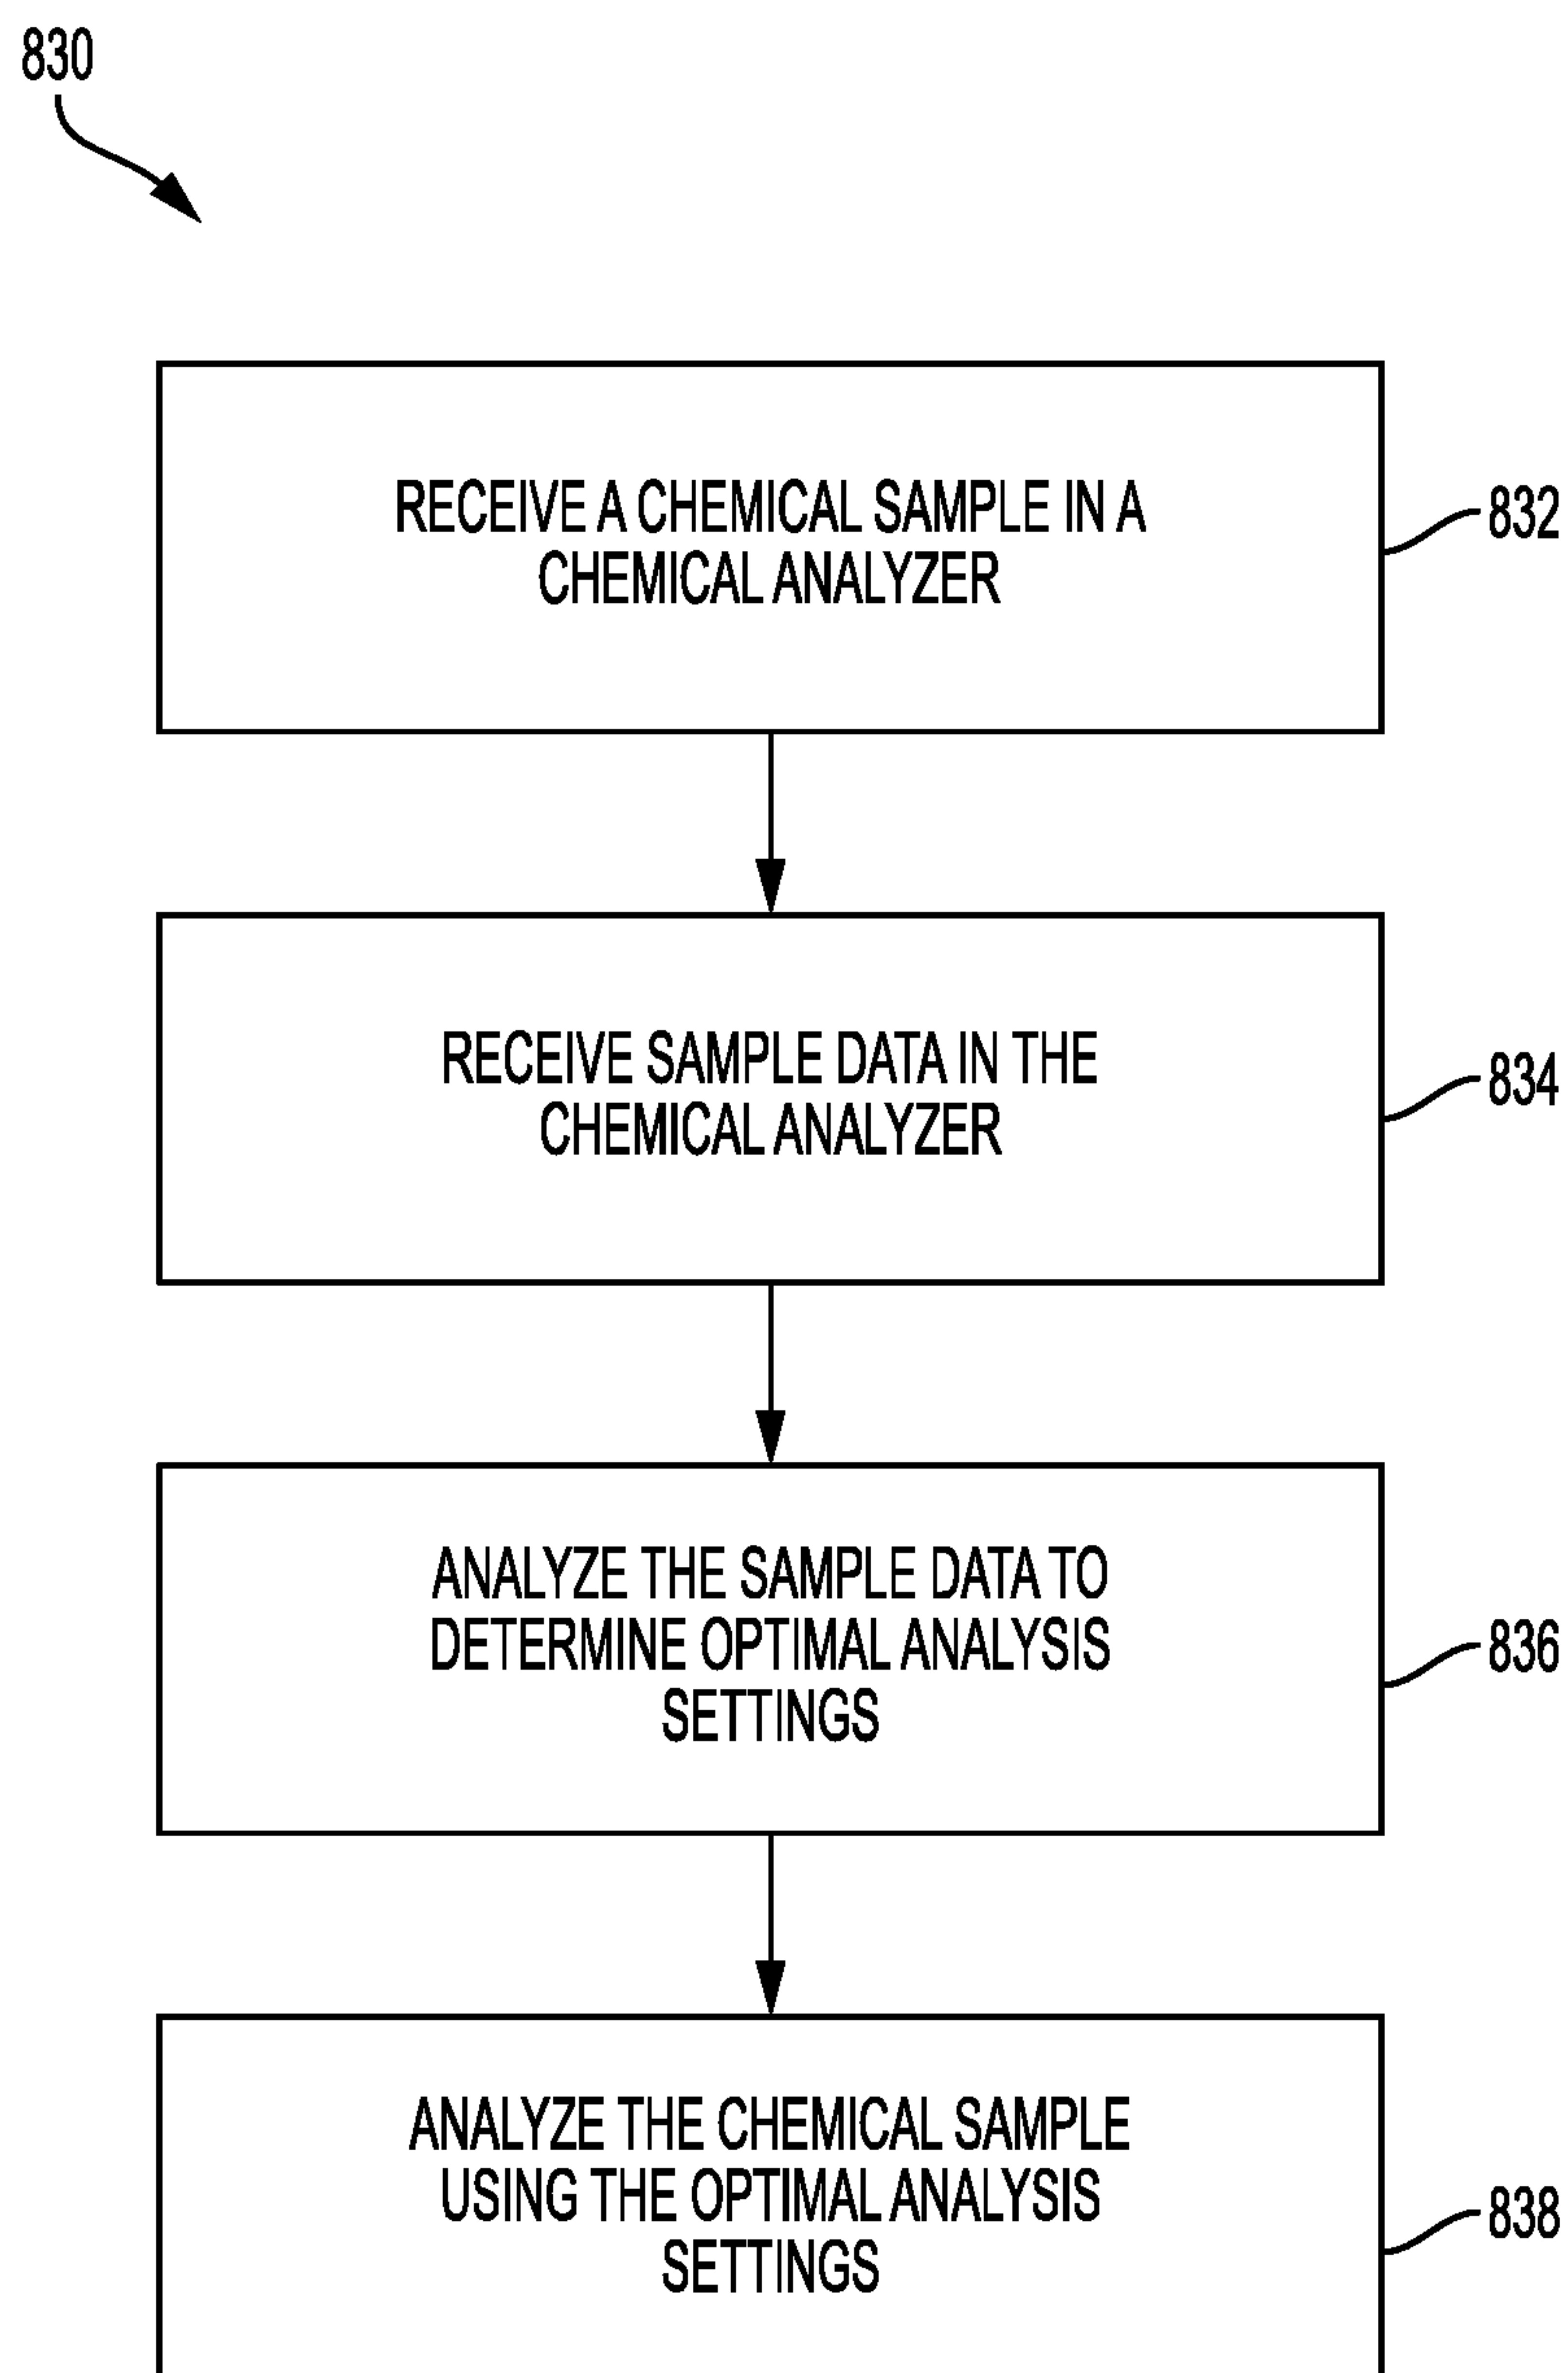 830
RECEIVE A CHEMICAL SAMPLE IN A
CHEMICAL ANALYZER
832
RECEIVE SAMPLE DATA IN THE
CHEMICAL ANALYZER
834
ANALYZE THE SAMPLE DATA TO
DETERMINE OPTIMAL ANALYSIS
SETTINGS
836
ANALYZE THE CHEMICAL SAMPLE
USING THE OPTIMAL ANALYSIS
SETTINGS
838